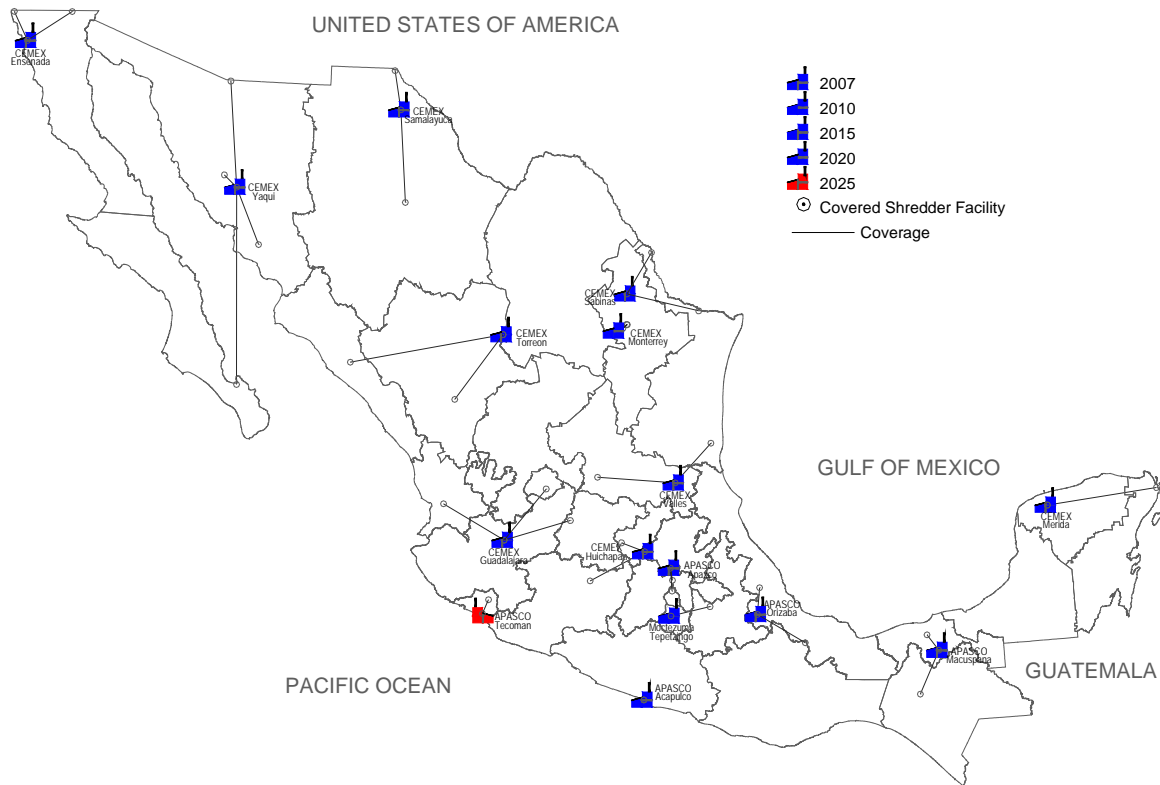 UNITED STATES OF AMERICA
CEMEX
Ensenada
2007
2010
2015
2020
2025
Covered Shredder Facility
Coverage
CEMEX
Samalayuca
CEMEX
Yaqui
CEMEX
Sabinas
CEMEX
Monterrey
CEMEX
Torreon
GULF OF MEXICO
CEMEX
Valles
CEMEX
Merida
CEMEX
Guadalajara
CEMEX
Huichapan
APASCO
Apasco
APASCO
Tecoman
Moctezuma
Tepetzingo
APASCO
Orizaba
APASCO
Macuspana
GUATEMALA
PACIFIC OCEAN
APASCO
Acapulco